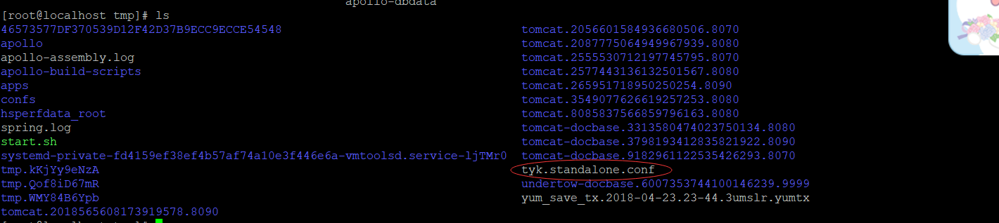 apollo-dbdata
[root@localhost tmp]# ls
46573577DF370539D12F42D37B9ECC9ECCE54548 tomcat.2056601584936680506.8070
apollo tomcat.2087775064949967939.8080
apollo-assembly.log tomcat.2555530712197745795.8070
apollo-build-scripts tomcat.2577443136132501567.8080
apps tomcat.265951718950250254.8090
confs tomcat.3549077626619257253.8080
hsperfdata_root tomcat.8085837566859796163.8080
spring.log tomcat-docbase.3313580474023750134.8080
start.sh tomcat-docbase.3798193412835821922.8090
systemd-private-fd4159ef38ef4b57af74a10e3f446e6a-vmtoolsd.service-ljTMr0 tomcat-docbase.9182961122535426293.8070
tmp.kKjYy9eNzA tyk.standalone.conf
tmp.Qof8iD67mR undertow-docbase.6007353744100146239.9999
tmp.WMY84B6Ypb yum_save_tx.2018-04-23.23-44.3umslr.yumtx
tomcat.2018565608173919578.8090